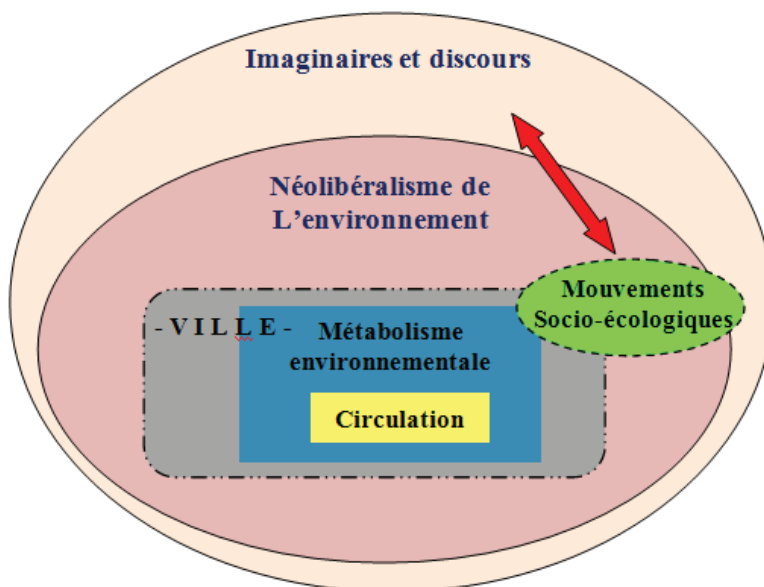 Imaginaires et discours
Néolibéralisme de
L'environnement
Mouvements
Socio-écologiques
- V I L L E -
Métabolisme
environnementale
Circulation